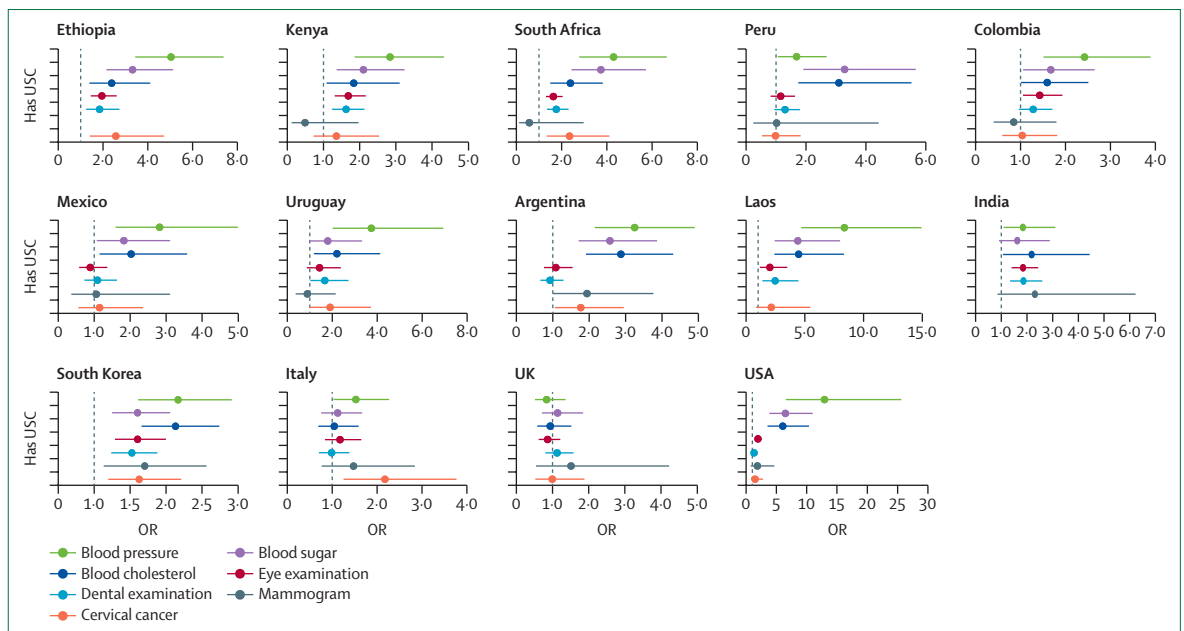 Ethiopia Kenya South Africa Peru Colombia
Has USC
0 2·0 4·0 6·0 8·0 0 1·0 2·0 3·0 4·0 5·0 0 2·0 4·0 6·0 8·0 0 2·0 4·0 6·0 0 1·0 2·0 3·0 4·0
Mexico Uruguay Argentina Laos India
Has USC
0 1·0 2·0 3·0 4·0 5·0 0 2·0 4·0 6·0 8·0 0 1·0 2·0 3·0 4·0 5·0 0 5·0 10·0 15·0 0 1·0 2·0 3·0 4·0 5·0 6·0 7·0
South Korea Italy UK USA
Has USC
0 1·0 1·5 2·0 2·5 3·0 0 1·0 2·0 3·0 4·0 0 1·0 2·0 3·0 4·0 5·0 0 5 10 15 20 25 30
OR OR OR OR
Blood pressure Blood sugar
Blood cholesterol Eye examination
Dental examination Mammogram
Cervical cancer